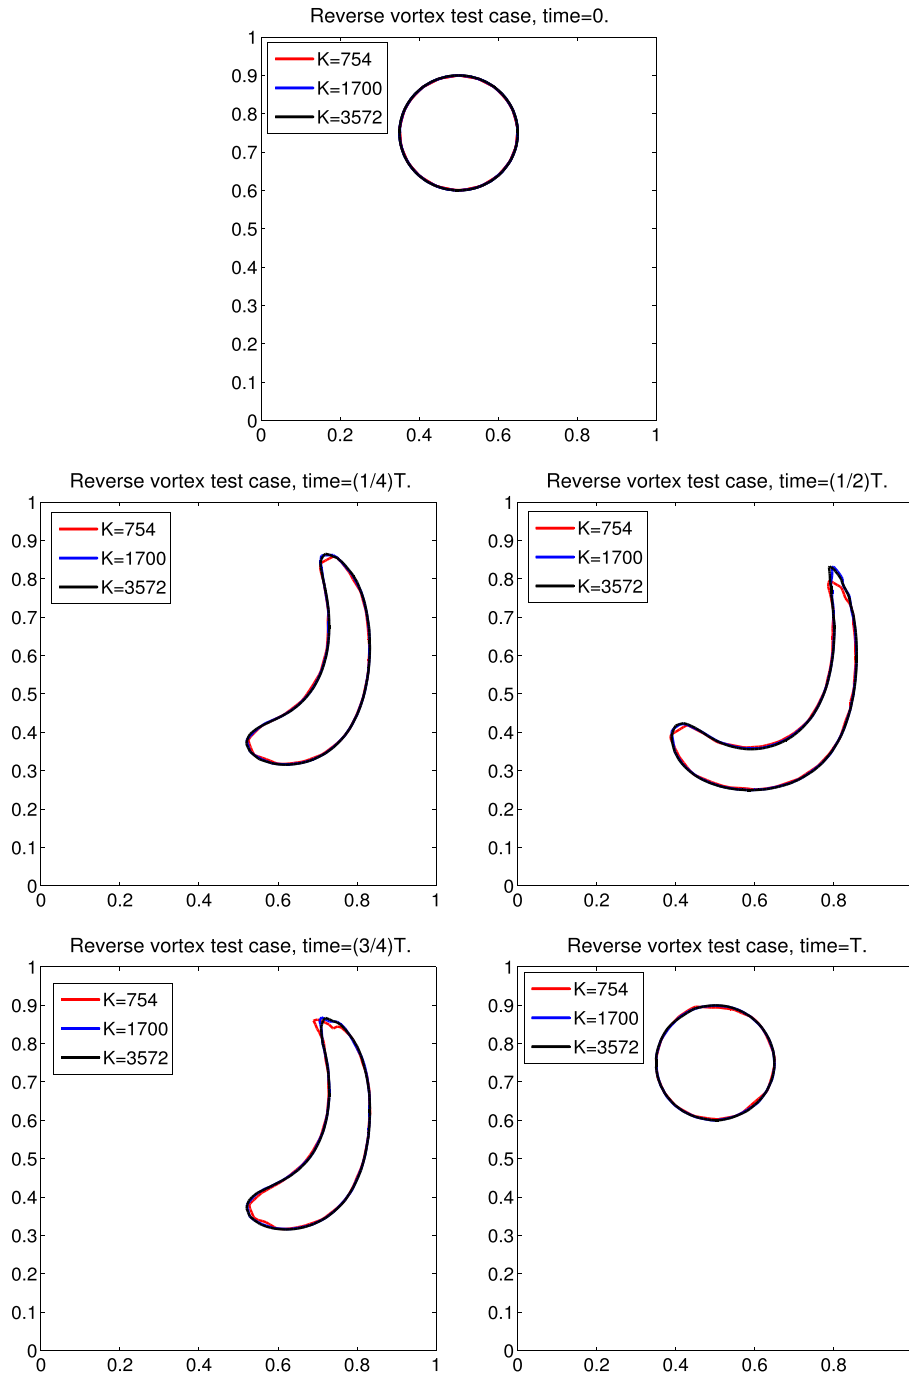 Reverse vortex test case, time=0.
1
0.9
0.8
0.7
0.6
0.5
0.4
0.3
0.2
0.1
0
K=754
K=1700
K=3572
0 0.2 0.4 0.6 0.8 1
Reverse vortex test case, time=(1/4)T.
1
0.9
0.8
0.7
0.6
0.5
0.4
0.3
0.2
0.1
0
K=754
K=1700
K=3572
0 0.2 0.4 0.6 0.8 1
Reverse vortex test case, time=(1/2)T.
1
0.9
0.8
0.7
0.6
0.5
0.4
0.3
0.2
0.1
0
K=754
K=1700
K=3572
0 0.2 0.4 0.6 0.8
Reverse vortex test case, time=(3/4)T.
1
0.9
0.8
0.7
0.6
0.5
0.4
0.3
0.2
0.1
0
K=754
K=1700
K=3572
0 0.2 0.4 0.6 0.8 1
Reverse vortex test case, time=T.
1
0.9
0.8
0.7
0.6
0.5
0.4
0.3
0.2
0.1
0
K=754
K=1700
K=3572
0 0.2 0.4 0.6 0.8